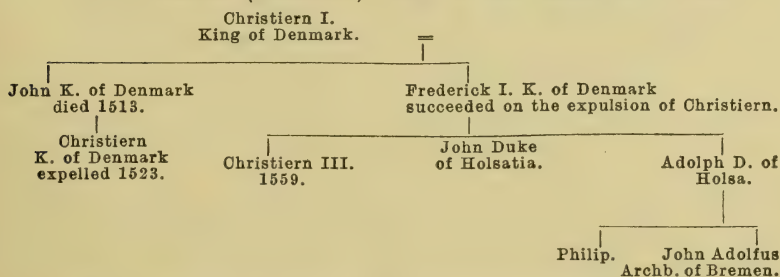 Christiern I.
King of Denmark.
John K. of Denmark
died 1513.
Frederick I. K. of Denmark
succeeded on the expulsion of Christiern.
Christiern
K. of Denmark
expelled 1523.
Christiern III.
1559.
John Duke
of Holsatia.
Adolph D. of
Holsa.
Philip.
John Adolfus
Archb. of Bremen.